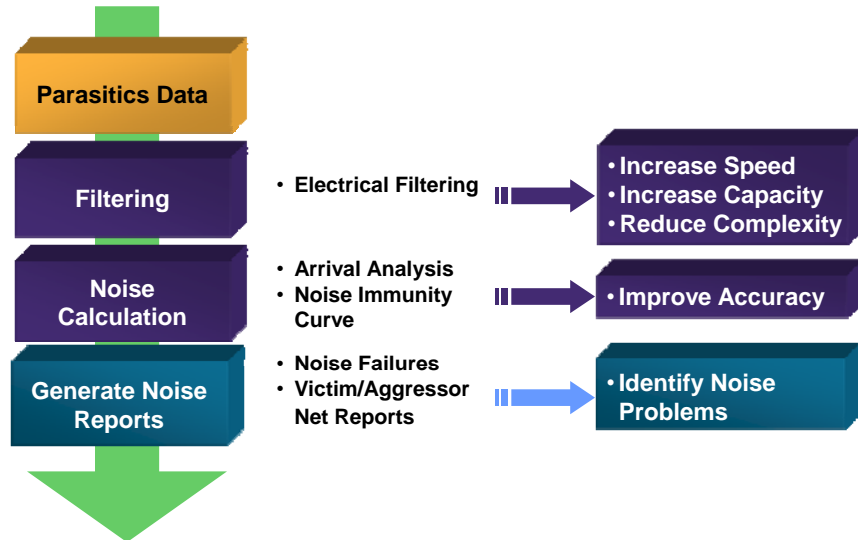 Parasitics Data
Filtering
• Electrical Filtering
• Increase Speed
• Increase Capacity
• Reduce Complexity
Noise
Calculation
• Arrival Analysis
• Noise Immunity
Curve
• Improve Accuracy
Generate Noise
Reports
• Noise Failures
• Victim/Aggressor
Net Reports
• Identify Noise
Problems